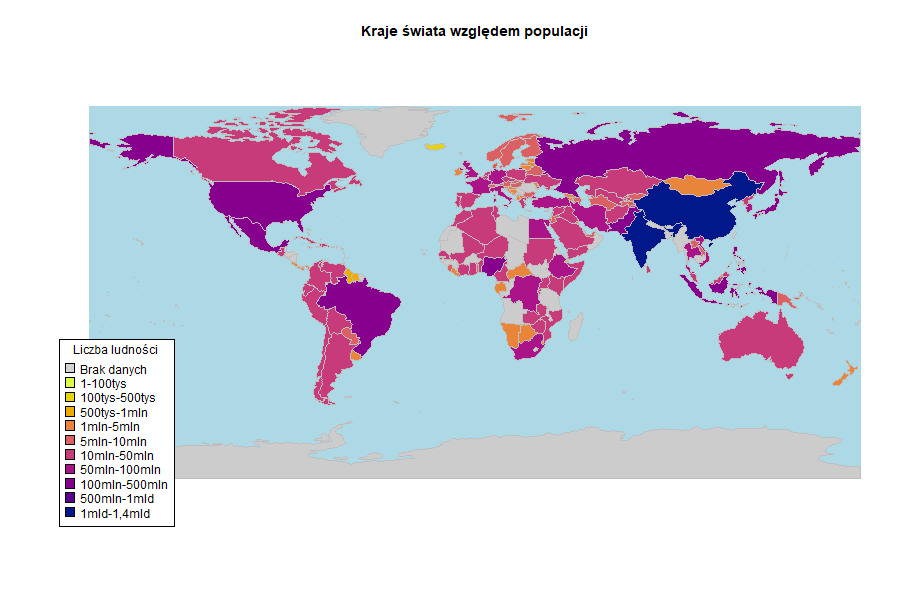 Kraje świata względem populacji
Liczba ludności
Brak danych
1-100tys
100tys-500tys
500tys-1mln
1mln-5mln
5mln-10mln
10mln-50mln
50mln-100mln
100mln-500mln
500mln-1mld
1mld-1,4mld